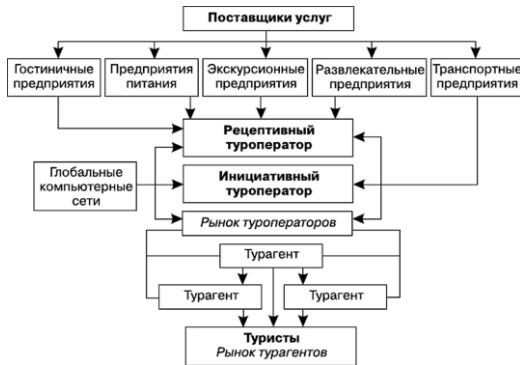 Поставщики услуг
Гостиничные
предприятия
Предприятия
питания
Экскурсионные
предприятия
Развлекательные
предприятия
Транспортные
предприятия
Рецептивный
туроператор
Глобальные
компьютерные
сети
Инициативный
туроператор
Рынок туроператоров
Турагент
Турагент
Турагент
Туристы
Рынок турагентов